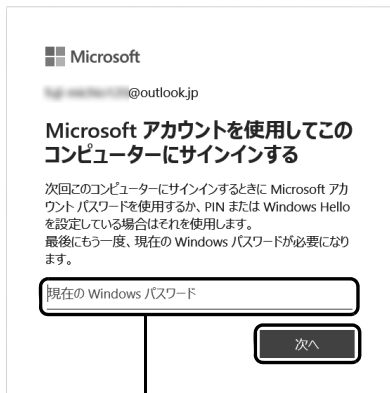 Microsoft
@outlook.jp
Microsoft アカウントを使用してこの
コンピューターにサインインする
次回このコンピューターにサインインするときに Microsoft アカ
ウント パスワードを使用するか、PIN または Windows Hello
を設定している場合はそれを使用します。
最後にもう一度、現在の Windows パスワードが必要になり
ます。
現在の Windows パスワード
次へ